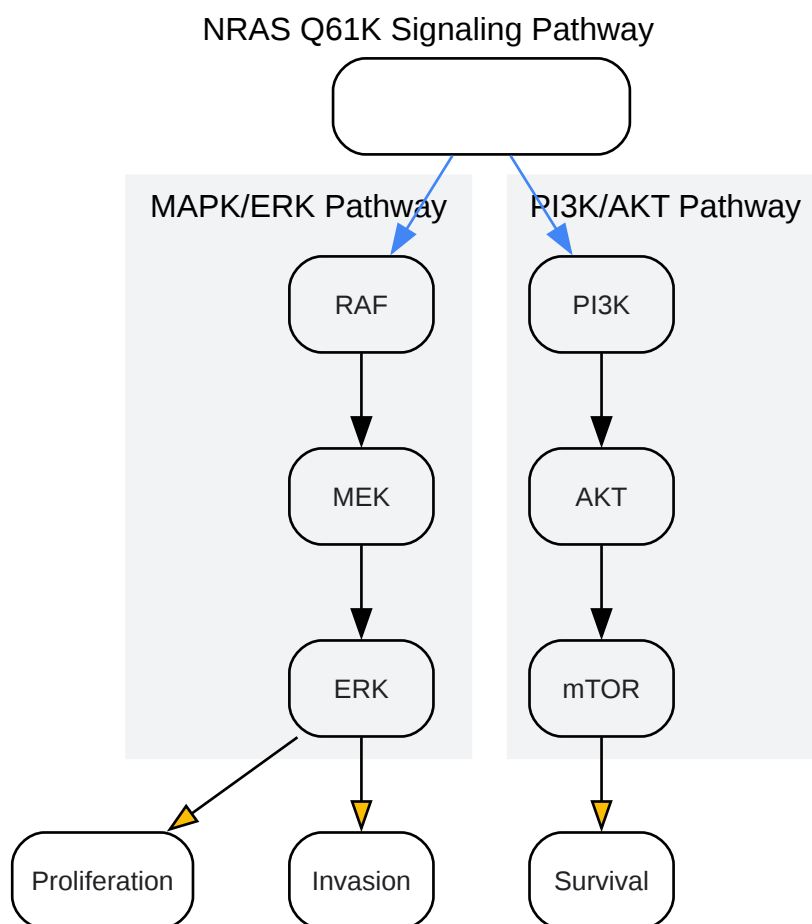 NRAS Q61K Signaling Pathway
MAPK/ERK Pathway
PI3K/AKT Pathway
RAF
PI3K
MEK
AKT
ERK
mTOR
Proliferation
Invasion
Survival